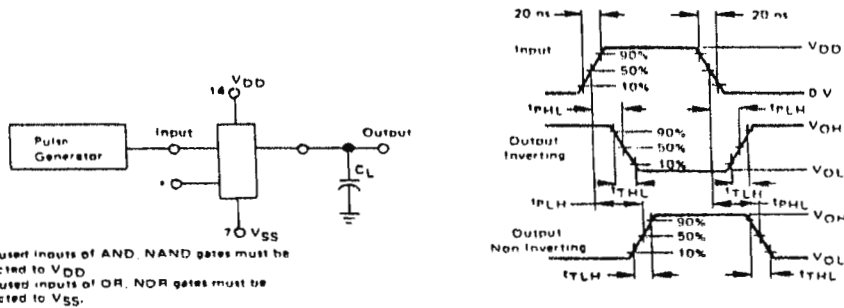 20 ns
20 ns
Input
VDD
90%
50%
10%
0 V
tPHL
tPLH
VOH
Output
Inverting
90%
50%
10%
VOL
tTHL
tTLH
tPLH
tPHL
VOH
Output
Non Inverting
90%
50%
10%
VOL
tTLH
tTHL
14
VDD
Pulse
Generator
Input
Output
CL
*
7
VSS
used inputs of AND, NAND gates must be
cted to VDD
used inputs of OR, NOR gates must be
cted to VSS.